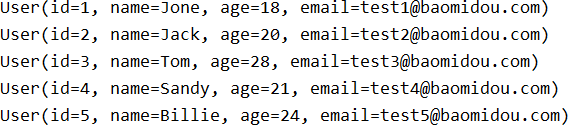 User(id=1, name=Jone, age=18, email=test1@baomidou.com)
User(id=2, name=Jack, age=20, email=test2@baomidou.com)
User(id=3, name=Tom, age=28, email=test3@baomidou.com)
User(id=4, name=Sandy, age=21, email=test4@baomidou.com)
User(id=5, name=Billie, age=24, email=test5@baomidou.com)